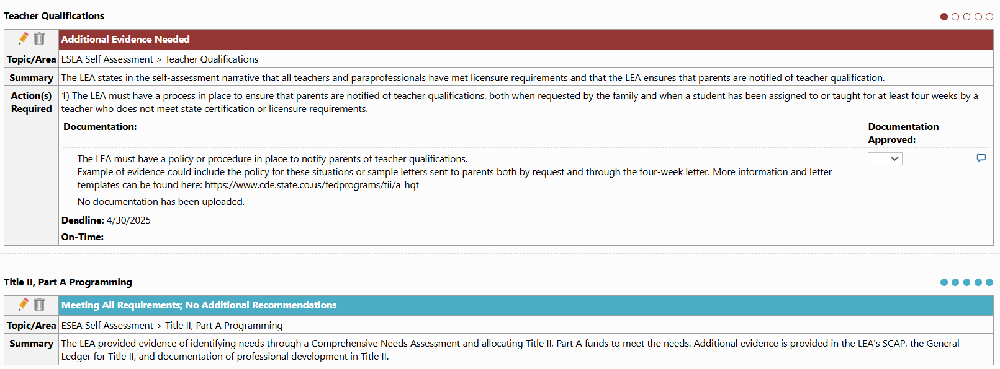 Teacher Qualifications
Additional Evidence Needed
Topic/Area ESEA Self Assessment > Teacher Qualifications
Summary The LEA states in the self-assessment narrative that all teachers and paraprofessionals have met licensure requirements and that the LEA ensures that parents are notified of teacher qualification.
Action(s) Required
1) The LEA must have a process in place to ensure that parents are notified of teacher qualifications, both when requested by the family and when a student has been assigned to or taught for at least four weeks by a
teacher who does not meet state certification or licensure requirements.
Documentation:
Documentation
Approved:
The LEA must have a policy or procedure in place to notify parents of teacher qualifications.
Example of evidence could include the policy for these situations or sample letters sent to parents both by request and through the four-week letter. More information and letter
templates can be found here: https://www.cde.state.co.us/fedprograms/tii/a_hqt
No documentation has been uploaded.
Deadline: 4/30/2025
On-Time:
Title II, Part A Programming
Meeting All Requirements; No Additional Recommendations
Topic/Area ESEA Self Assessment > Title II, Part A Programming
Summary The LEA provided evidence of identifying needs through a Comprehensive Needs Assessment and allocating Title II, Part A funds to meet the needs. Additional evidence is provided in the LEA's SCAP, the General
Ledger for Title II, and documentation of professional development in Title II.